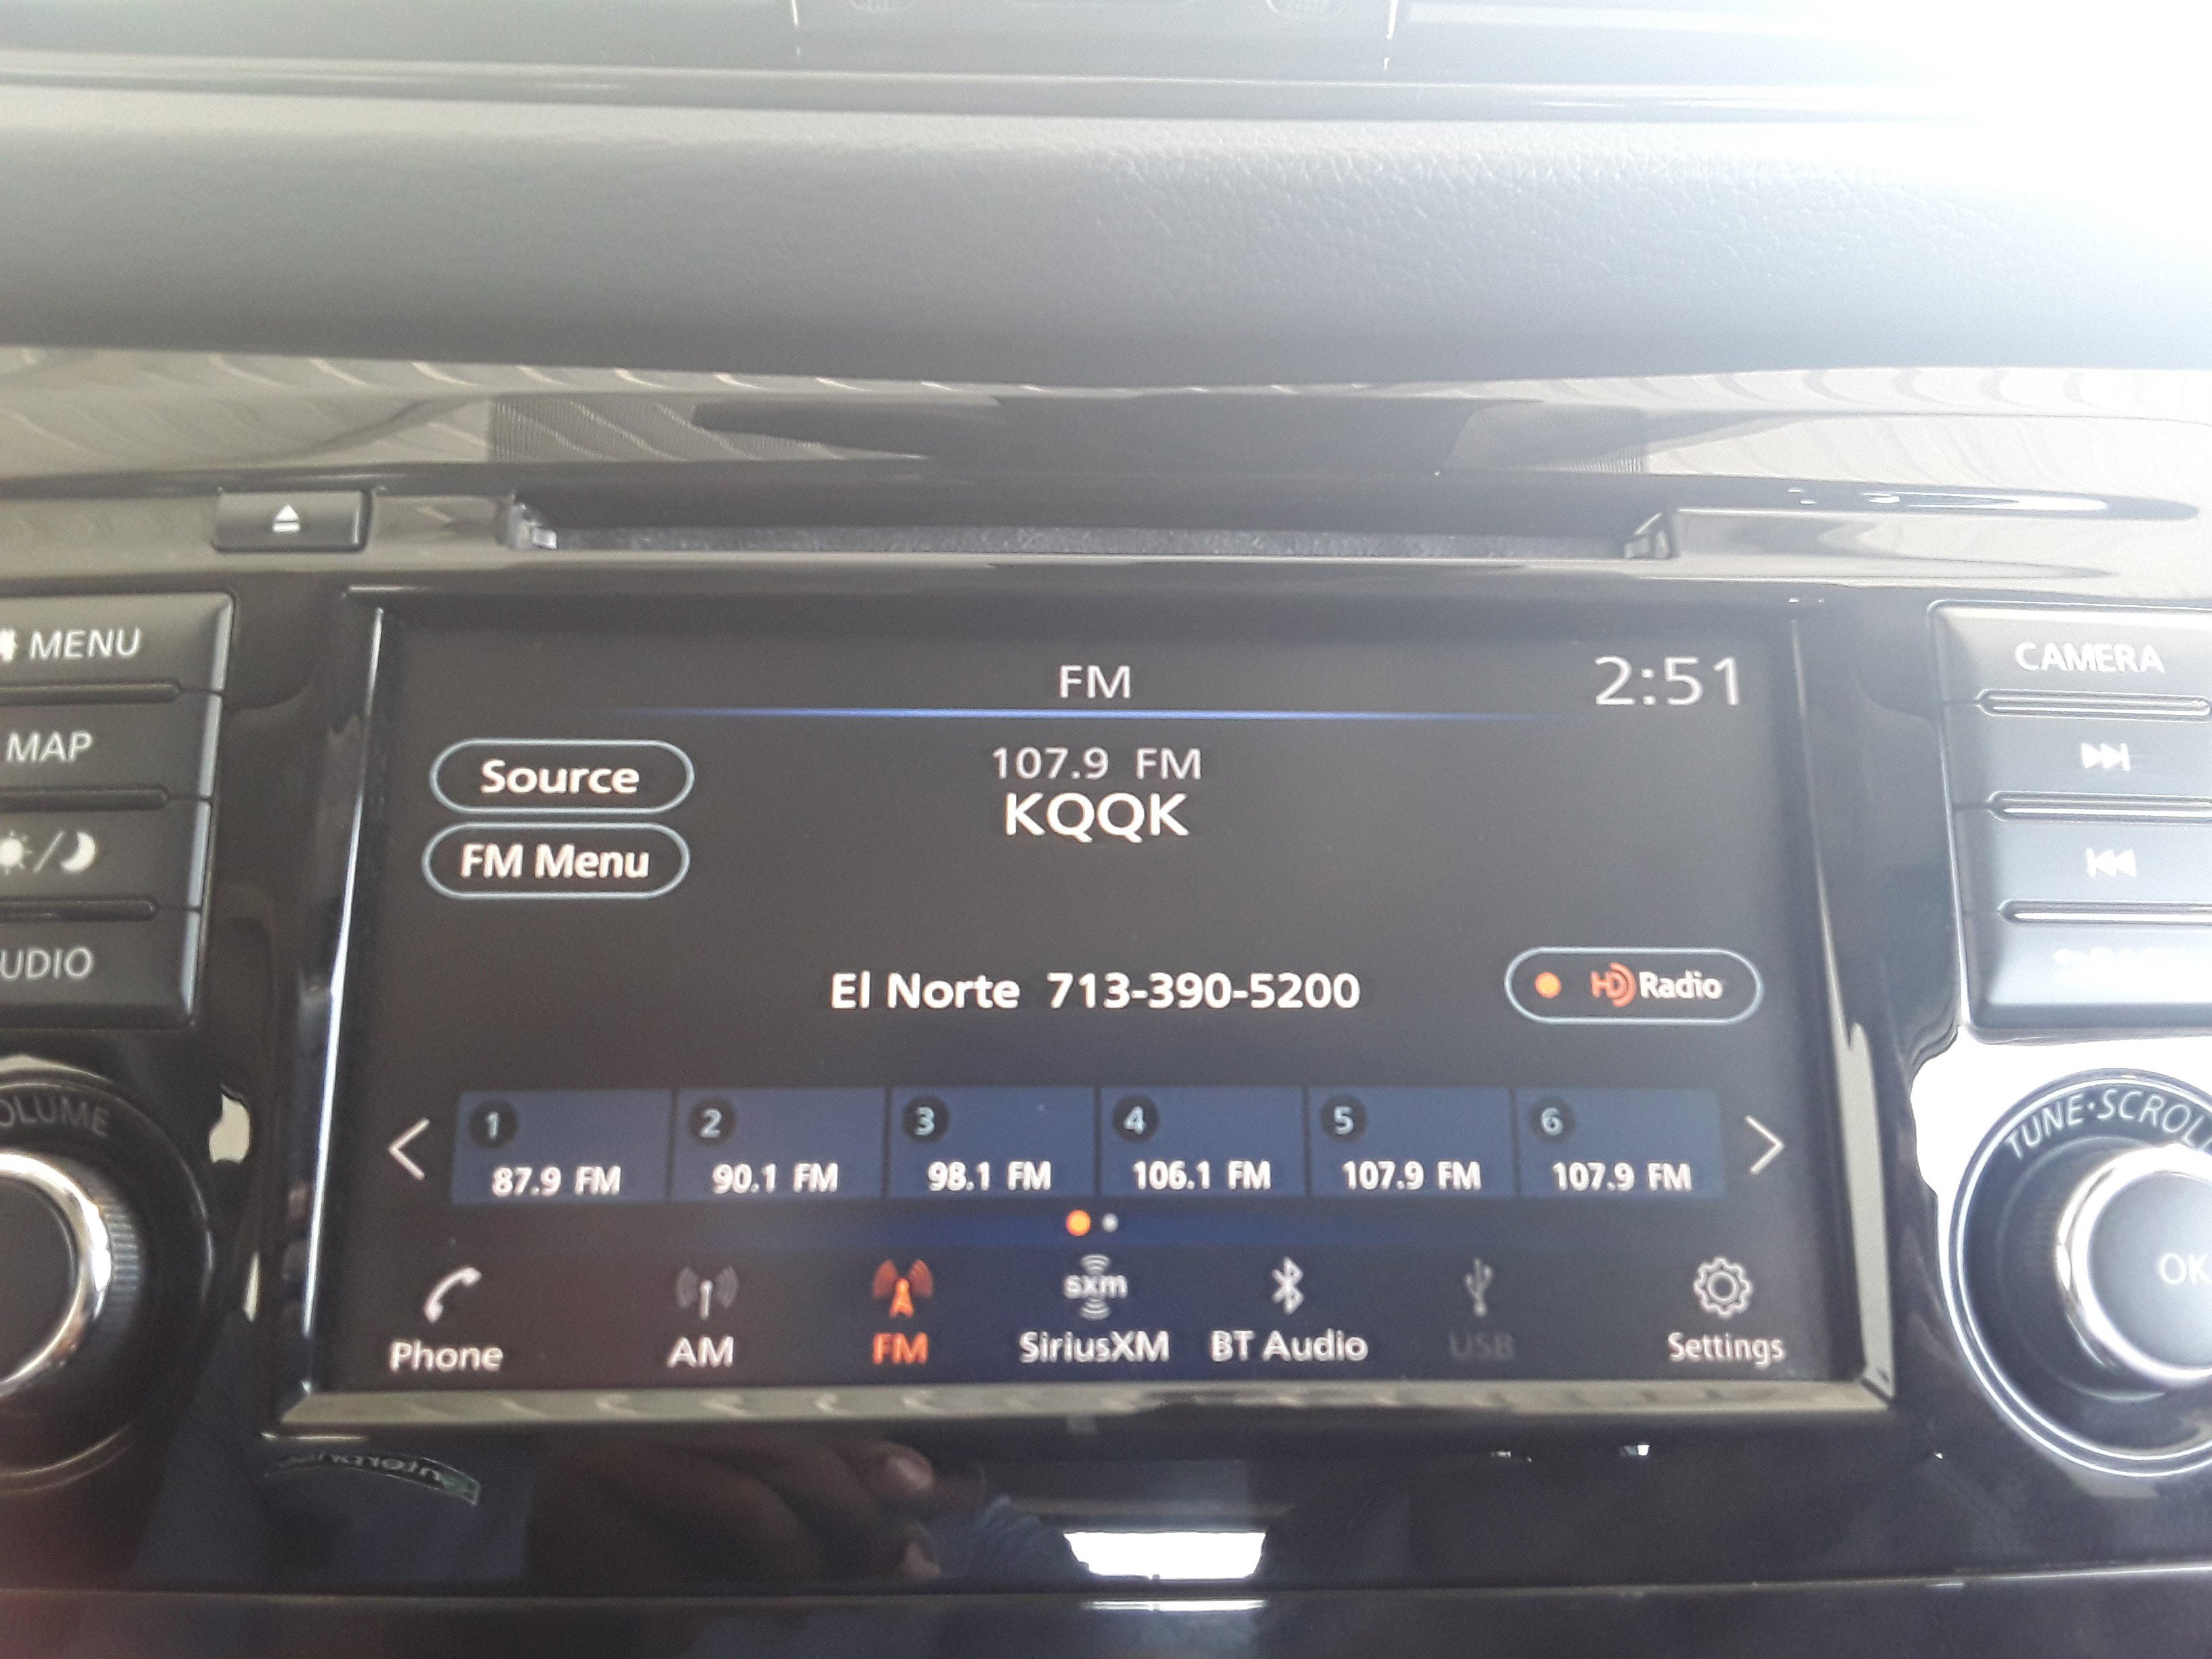 MENU
MAP
UDIO
OLUME
FM
2:51
Source
FM Menu
107.9 FM
KQQK
El Norte 713-390-5200
HD Radio
1
2
3
4
5
6
87.9 FM
90.1 FM
98.1 FM
106.1 FM
107.9 FM
107.9 FM
Phone
AM
FM
sxm
SiriusXM
BT Audio
USB
Settings
CAMERA
TUNE·SCROL
OK